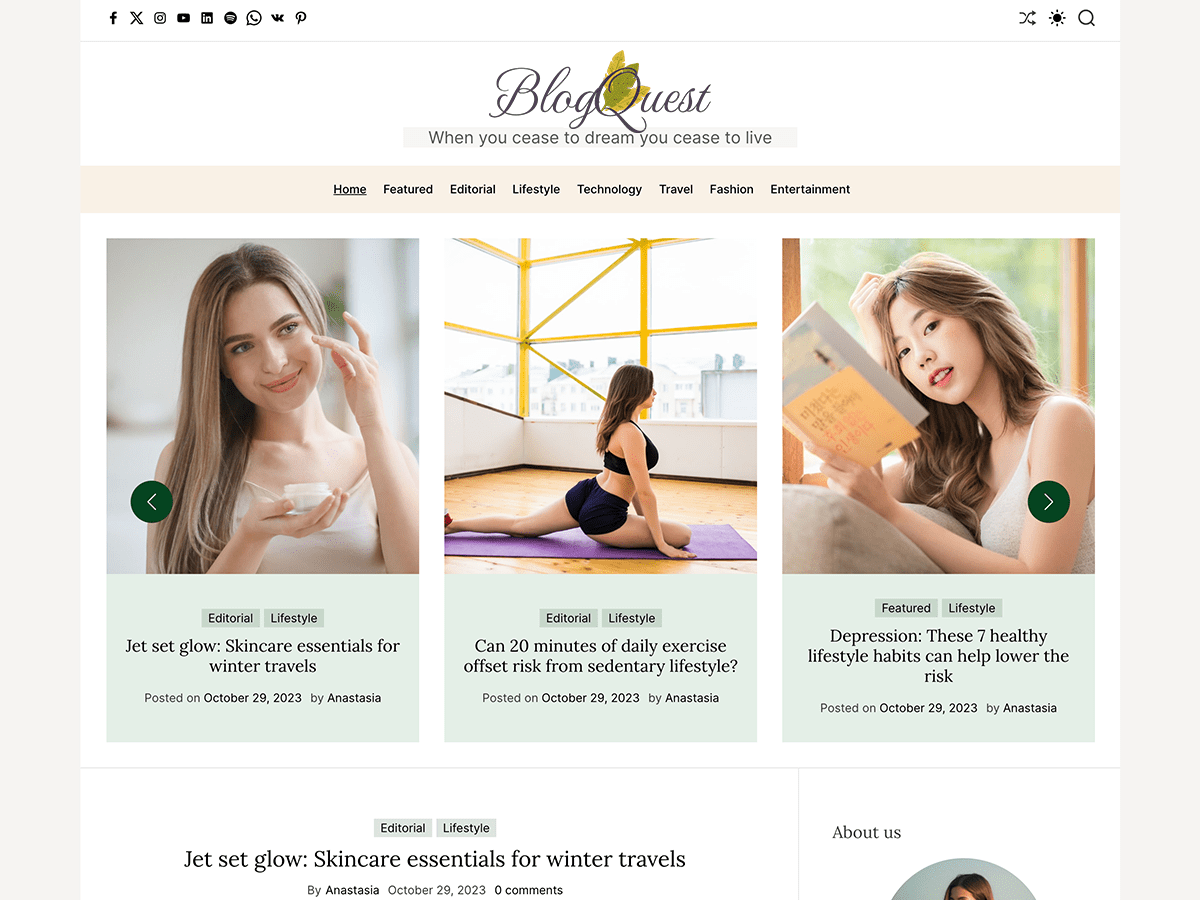 BlogQuest
When you cease to dream you cease to live
Home Featured Editorial Lifestyle Technology Travel Fashion Entertainment
Editorial Lifestyle
Jet set glow: Skincare essentials for
winter travels
Posted on October 29, 2023 by Anastasia
Editorial Lifestyle
Can 20 minutes of daily exercise
offset risk from sedentary lifestyle?
Posted on October 29, 2023 by Anastasia
Featured Lifestyle
Depression: These 7 healthy
lifestyle habits can help lower the
risk
Posted on October 29, 2023 by Anastasia
Editorial Lifestyle
Jet set glow: Skincare essentials for winter travels
By Anastasia October 29, 2023 0 comments
About us